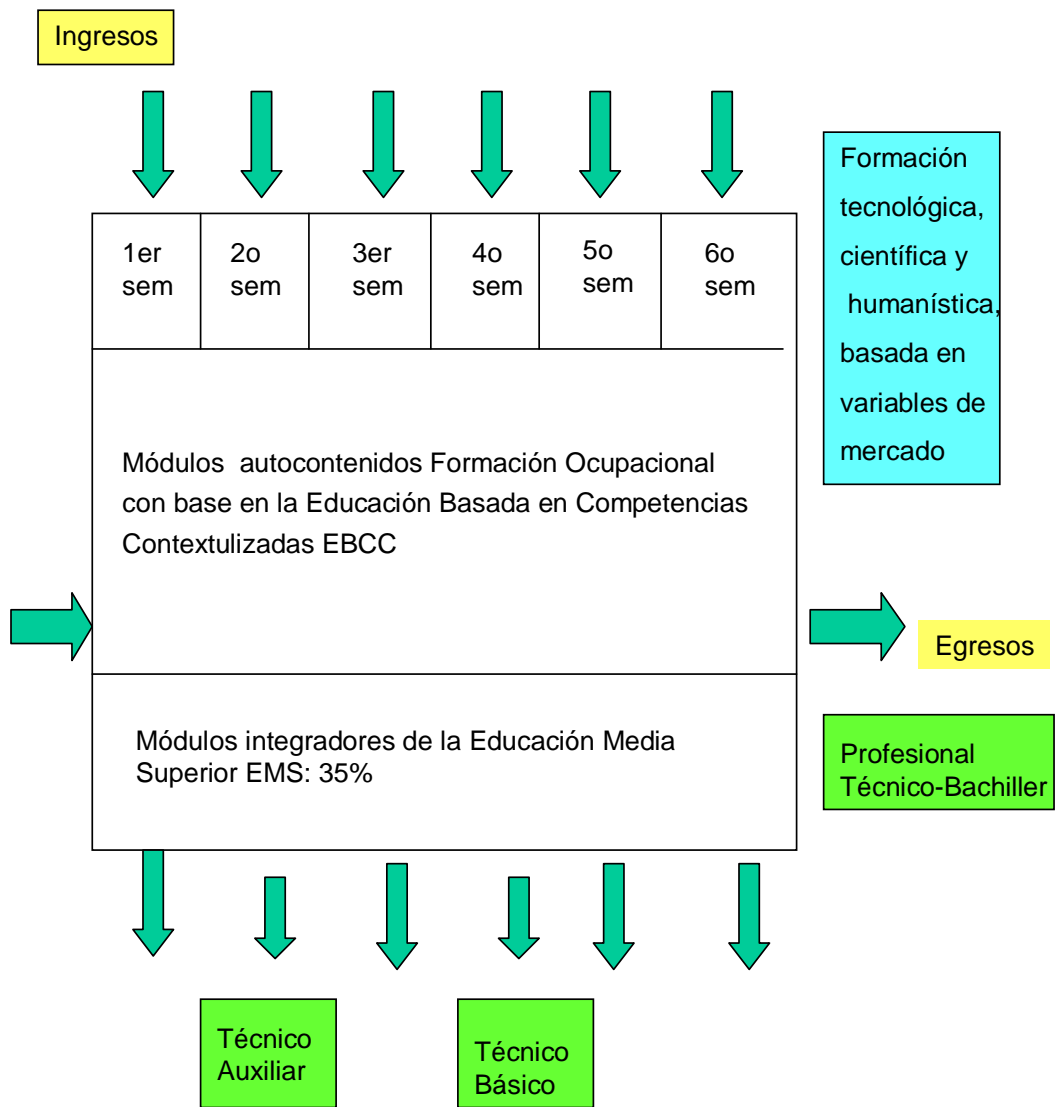 Ingresos
1er
sem
2o
sem
3er
sem
4o
sem
5o
sem
6o
sem
Formación
tecnológica,
científica y
humanística,
basada en
variables de
mercado
Módulos autocontenidos Formación Ocupacional
con base en la Educación Basada en Competencias
Contextulizadas EBCC
Egresos
Módulos integradores de la Educación Media
Superior EMS: 35%
Profesional
Técnico-Bachiller
Técnico
Auxiliar
Técnico
Básico